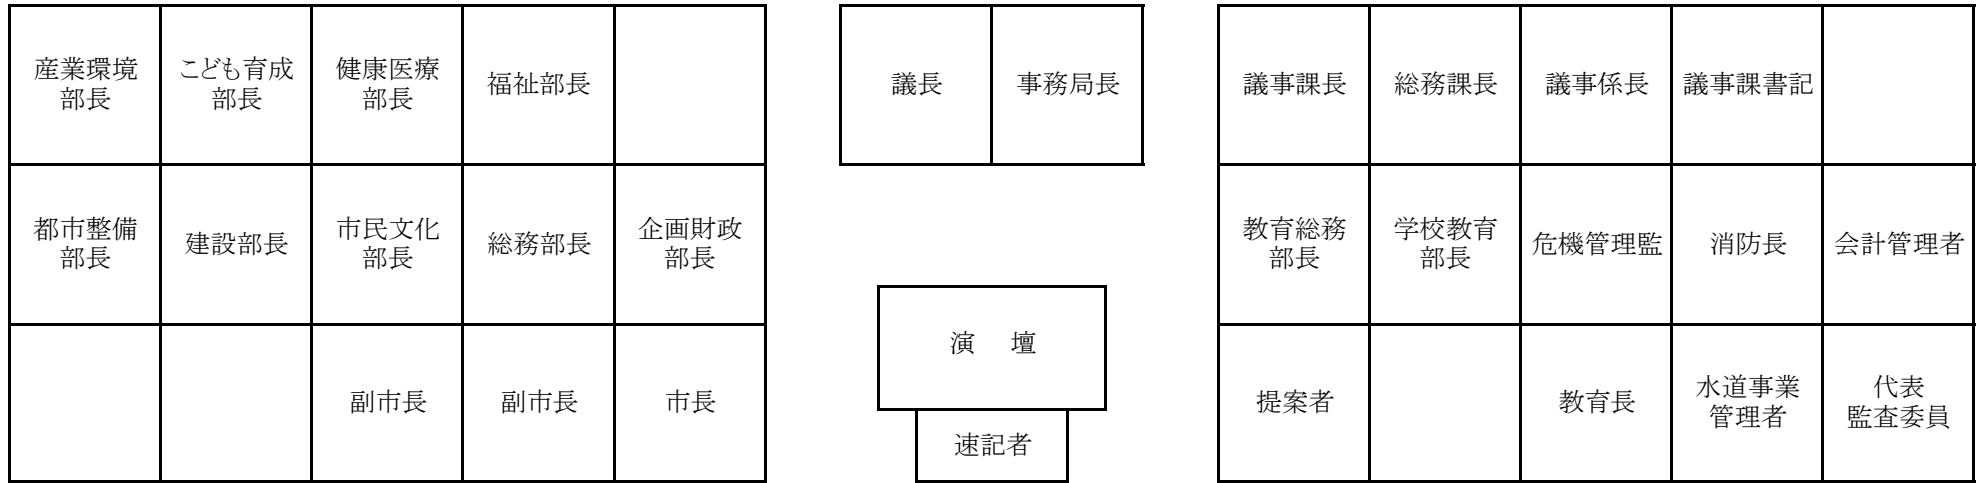 産業環境
部長
こども育成
部長
健康医療
部長
福祉部長
議長
事務局長
議事課長
総務課長
議事係長
議事課書記
都市整備
部長
建設部長
市民文化
部長
総務部長
企画財政
部長
教育総務
部長
学校教育
部長
危機管理監
消防長
会計管理者
演　壇
副市長
副市長
市長
速記者
提案者
教育長
水道事業
管理者
代表
監査委員